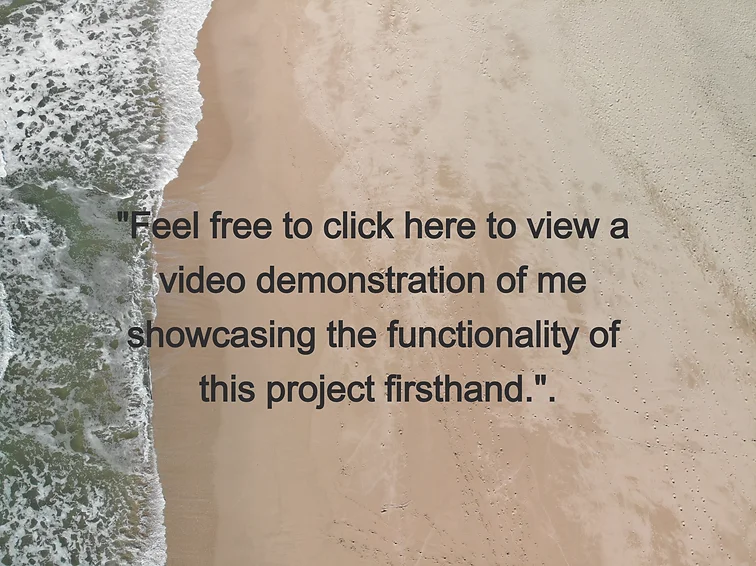 "Feel free to click here to view a
video demonstration of me
showcasing the functionality of
this project firsthand.".